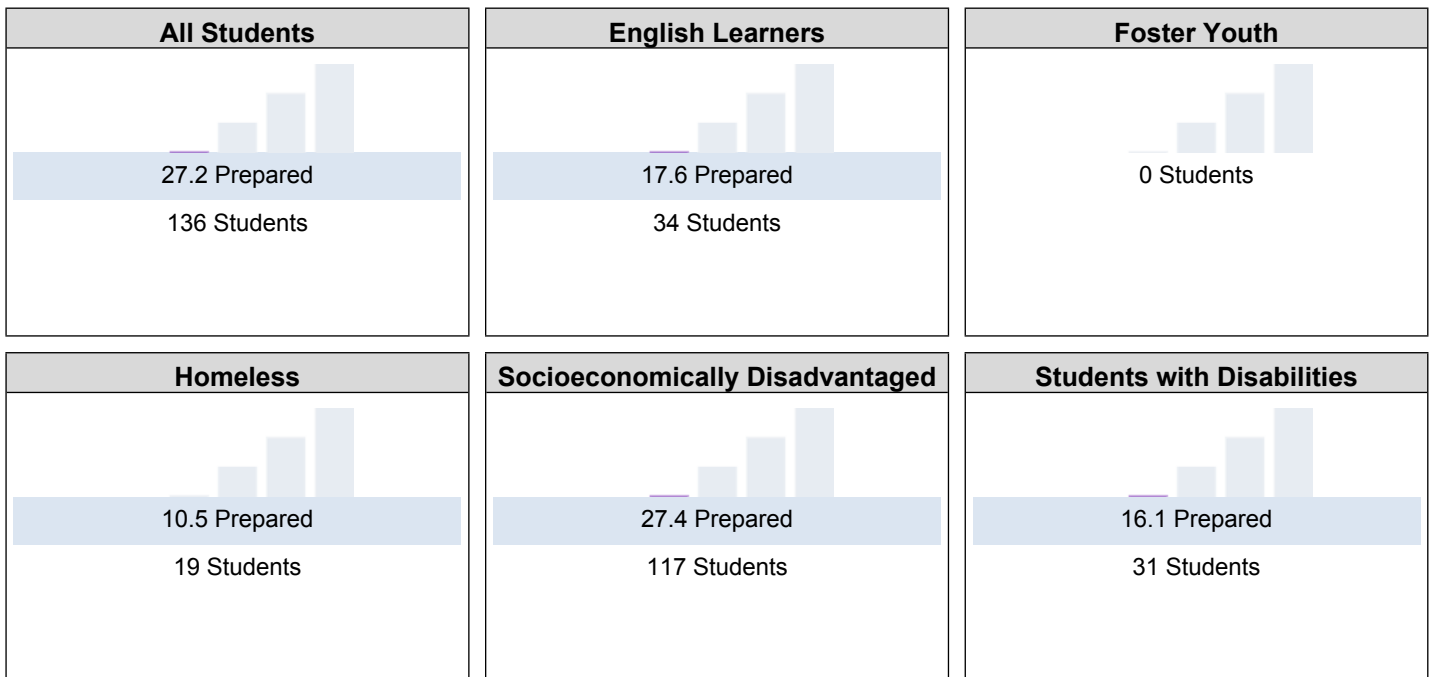 All Students
27.2 Prepared
136 Students
English Learners
17.6 Prepared
34 Students
Foster Youth
0 Students
Homeless
10.5 Prepared
19 Students
Socioeconomically Disadvantaged
27.4 Prepared
117 Students
Students with Disabilities
16.1 Prepared
31 Students